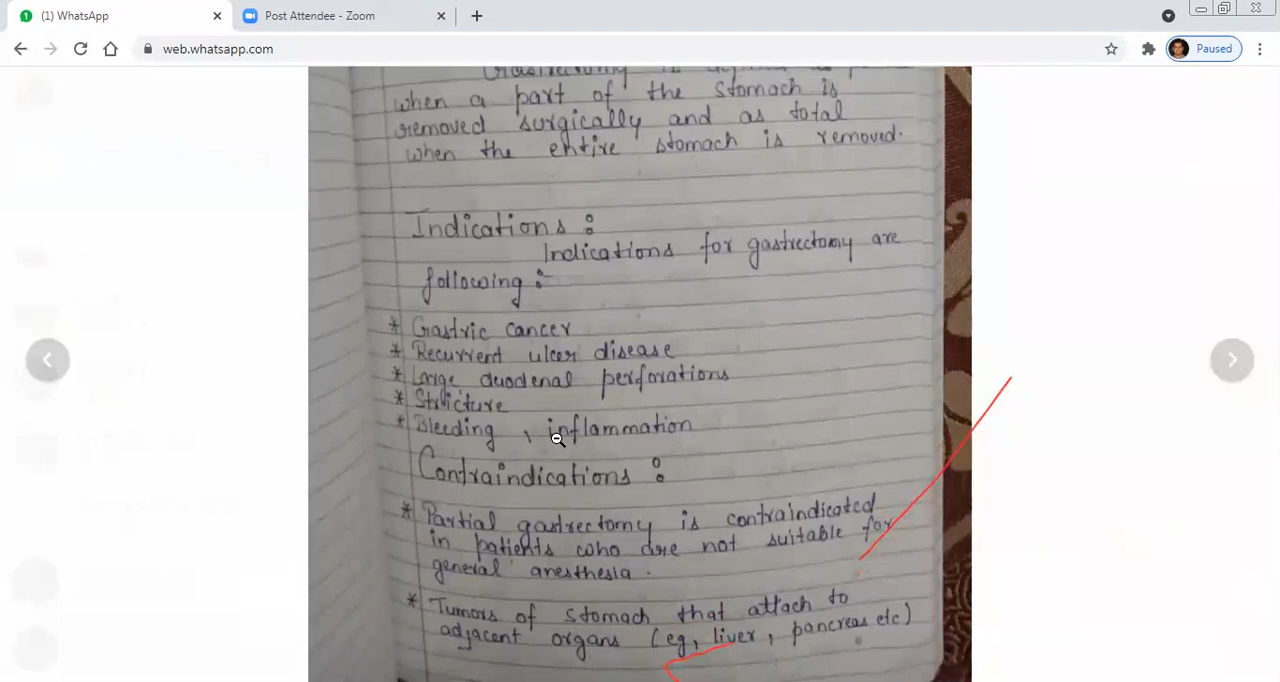 (1) WhatsApp
Post Attendee - Zoom
web.whatsapp.com
Paused
Gastrectomy is
when a part of the stomach is
removed surgically and as total
when the entire stomach is removed.
Indications :
Indications for gastrectomy are
following :-
* Gastric cancer
* Recurrent ulcer disease
* Large duodenal perforations
* Stricture
* Bleeding , inflammation
Contraindications :
* Partial gastrectomy is contraindicated
in patients who are not suitable for
general anesthesia .
* Tumors of stomach that attach to
adjacent organs (eg, liver, pancreas etc)